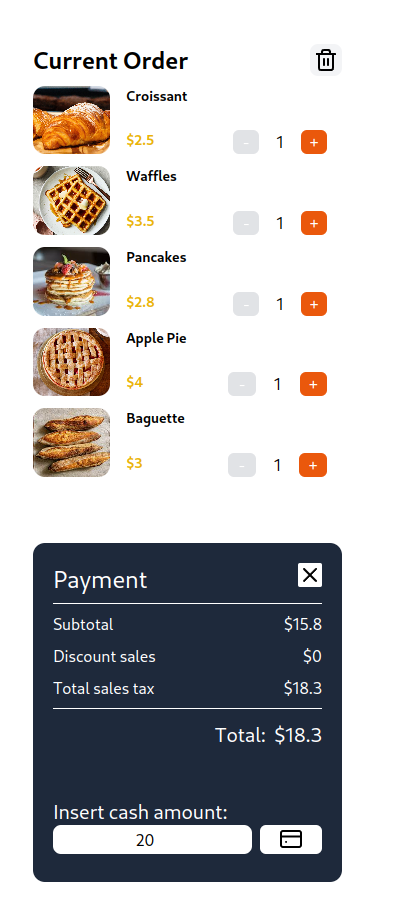 Current Order
Croissant
$2.5 - 1 +
Waffles
$3.5 - 1 +
Pancakes
$2.8 - 1 +
Apple Pie
$4 - 1 +
Baguette
$3 - 1 +
Payment
Subtotal $15.8
Discount sales $0
Total sales tax $18.3
Total: $18.3
Insert cash amount:
20